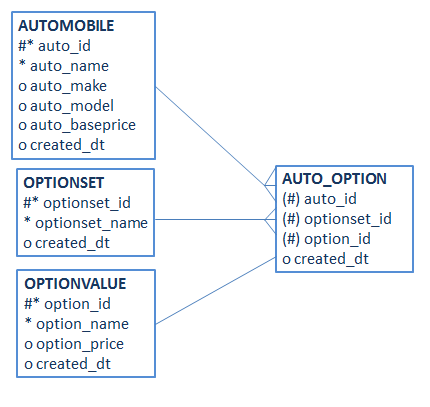 AUTOMOBILE
#* auto_id
* auto_name
o auto_make
o auto_model
o auto_baseprice
o created_dt
OPTIONSET
#* optionset_id
* optionset_name
o created_dt
OPTIONVALUE
#* option_id
* option_name
o option_price
o created_dt
AUTO_OPTION
(#) auto_id
(#) optionset_id
(#) option_id
o created_dt